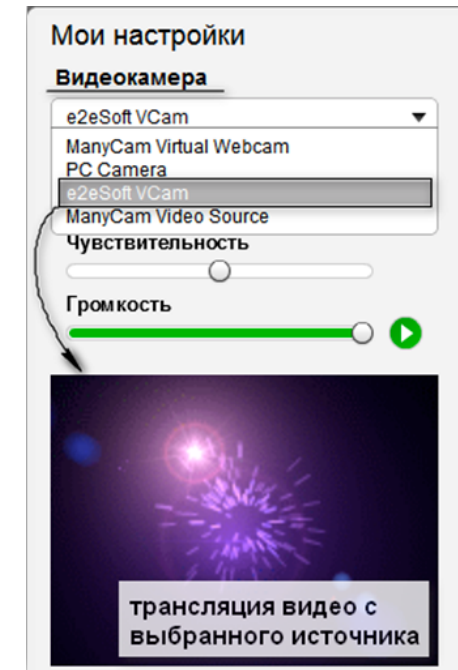 Мои настройки
Видеокамера
e2eSoft VCam
ManyCam Virtual Webcam
PC Camera
e2eSoft VCam
ManyCam Video Source
Чувствительность
Громкость
трансляция видео с
выбранного источника